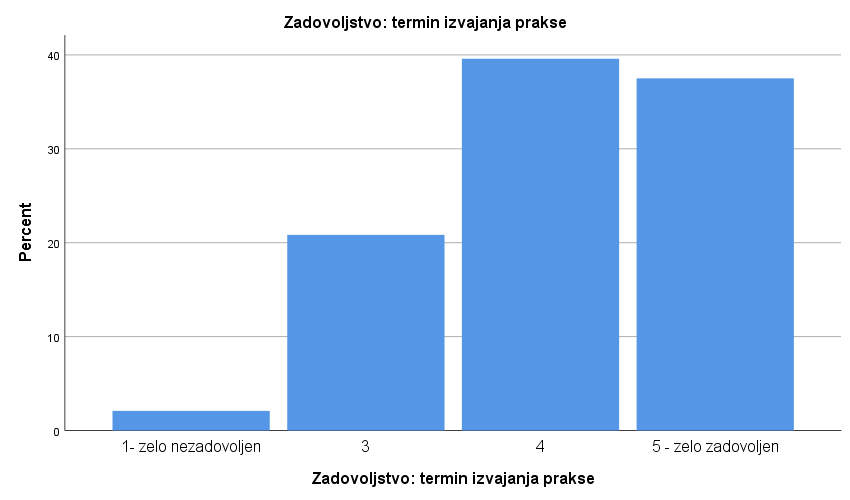 Zadovoljstvo: termin izvajanja prakse
40
30
20
10
0
Percent
1- zelo nezadovoljen
3
4
5 - zelo zadovoljen
Zadovoljstvo: termin izvajanja prakse